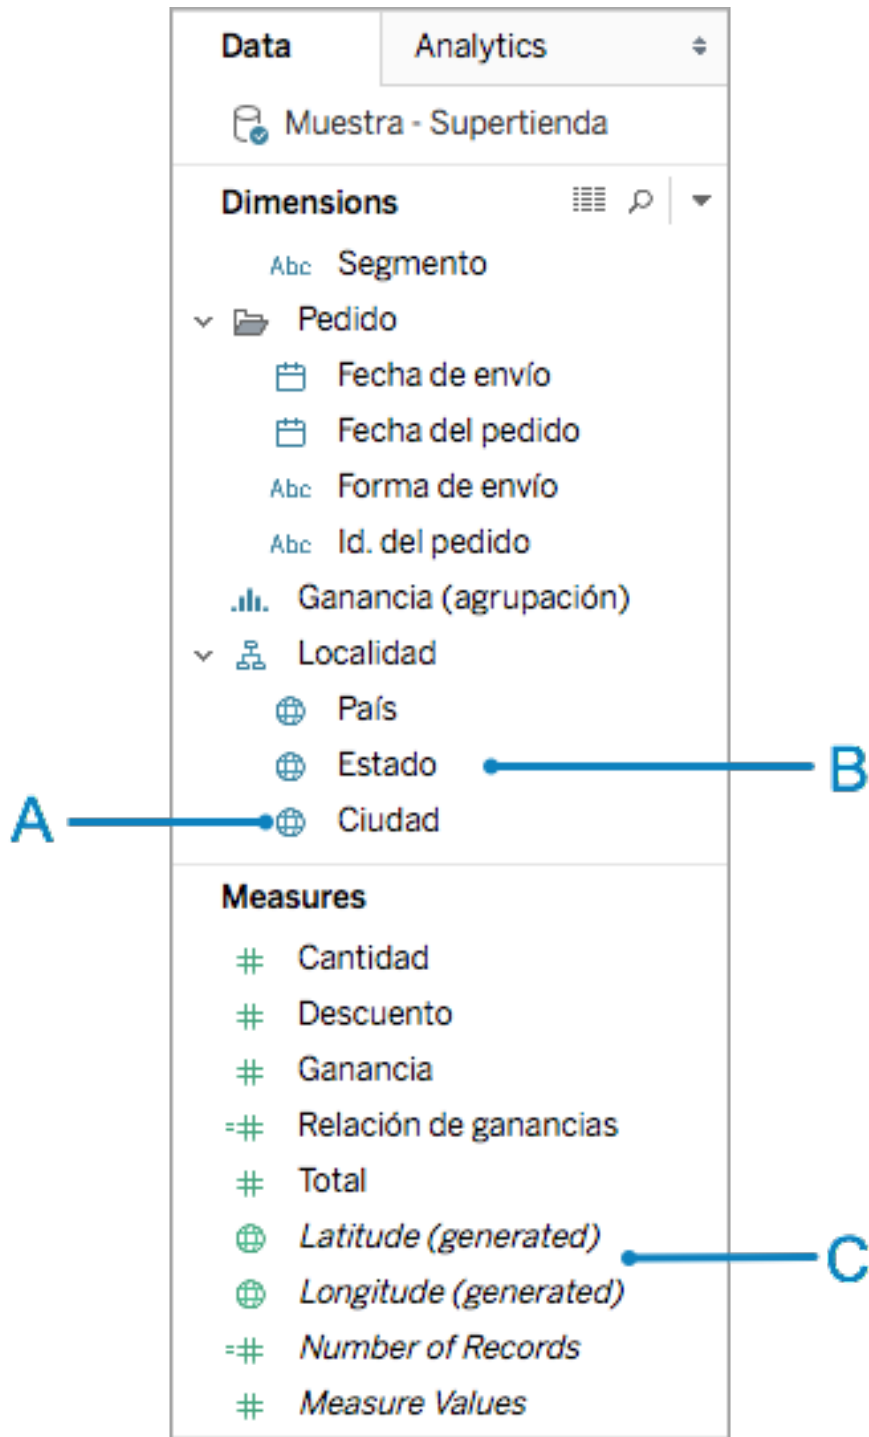 Data Analytics
Muestra - Supertienda
Dimensions
Abc Segmento
Pedido
Fecha de envío
Fecha del pedido
Abc Forma de envío
Abc Id. del pedido
Ganancia (agrupación)
Localidad
País
Estado
B
A
Ciudad
Measures
# Cantidad
# Descuento
# Ganancia
=# Relación de ganancias
# Total
Latitude (generated)
C
Longitude (generated)
=# Number of Records
# Measure Values